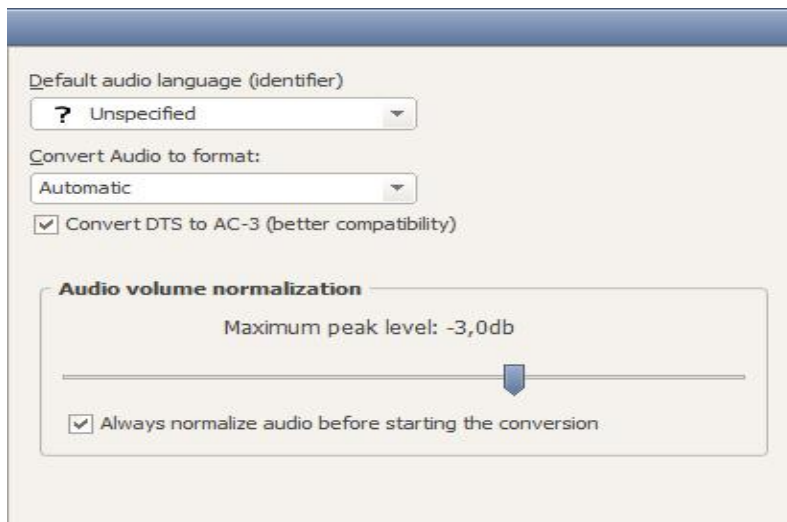 Default audio language (identifier)
? Unspecified
Convert Audio to format:
Automatic
Convert DTS to AC-3 (better compatibility)
Audio volume normalization
Maximum peak level: -3,0db
Always normalize audio before starting the conversion